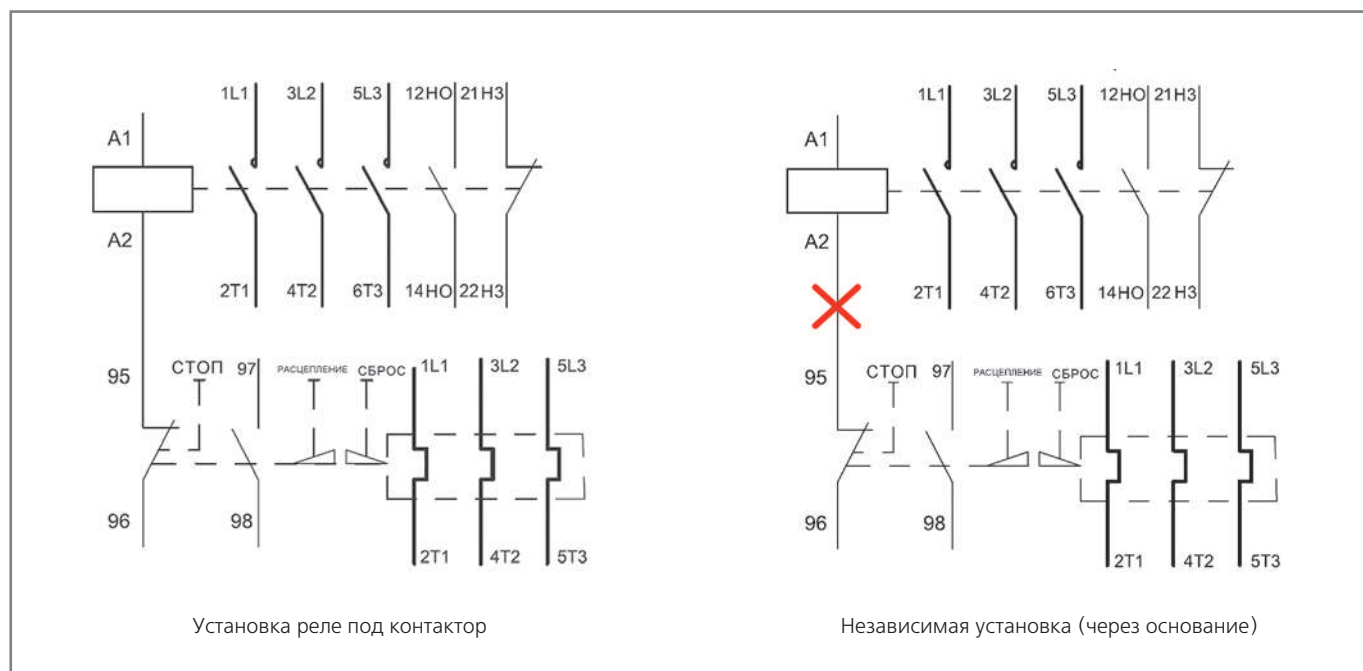 1L1 3L2 5L3 12НО 21НЗ
A1
A2
2T1 4T2 6T3 14НО 22НЗ
95 СТОП 97 РАСЦЕПЛЕНИЕ СБРОС 1L1 3L2 5L3
96 98
2T1 4T2 5T3
Установка реле под контактор
1L1 3L2 5L3 12НО 21НЗ
A1
A2
2T1 4T2 6T3 14НО 22НЗ
95 СТОП 97 РАСЦЕПЛЕНИЕ СБРОС 1L1 3L2 5L3
96 98
2T1 4T2 5T3
Независимая установка (через основание)